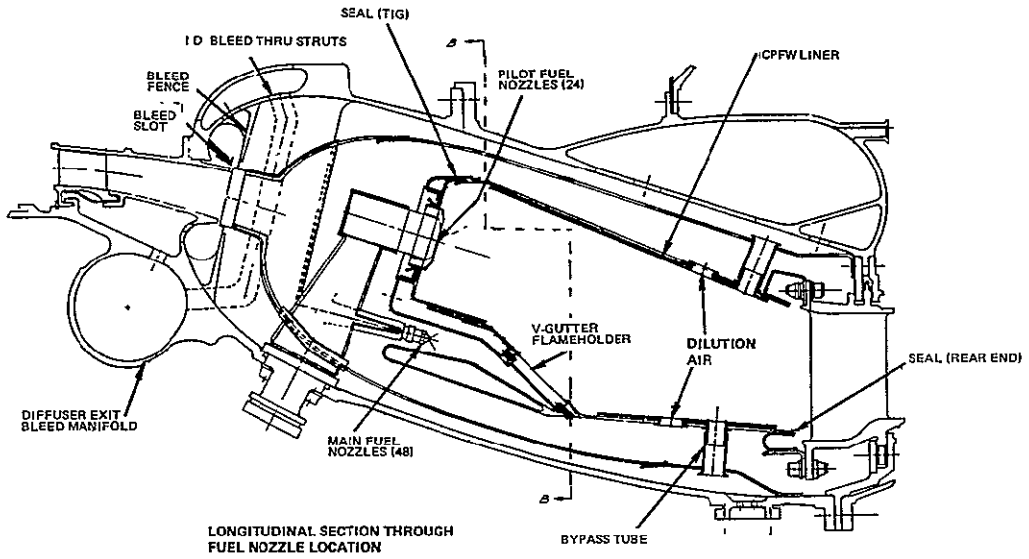 SEAL (TIG)
B
I D BLEED THRU STRUTS
BLEED
FENCE
BLEED
SLOT
PILOT FUEL
NOZZLES (24)
CPFW LINER
V-GUTTER
FLAMEHOLDER
DILUTION
AIR
SEAL (REAR END)
DIFFUSER EXIT
BLEED MANIFOLD
MAIN FUEL
NOZZLES (48)
B
BYPASS TUBE
LONGITUDINAL SECTION THROUGH
FUEL NOZZLE LOCATION